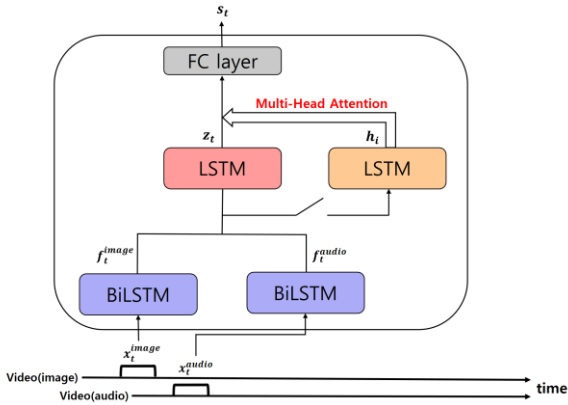 s_t
FC layer
Multi-Head Attention
z_t
h_i
LSTM
LSTM
f_t^{image}
f_t^{audio}
BiLSTM
BiLSTM
x_t^{image}
x_t^{audio}
Video(image)
time
Video(audio)